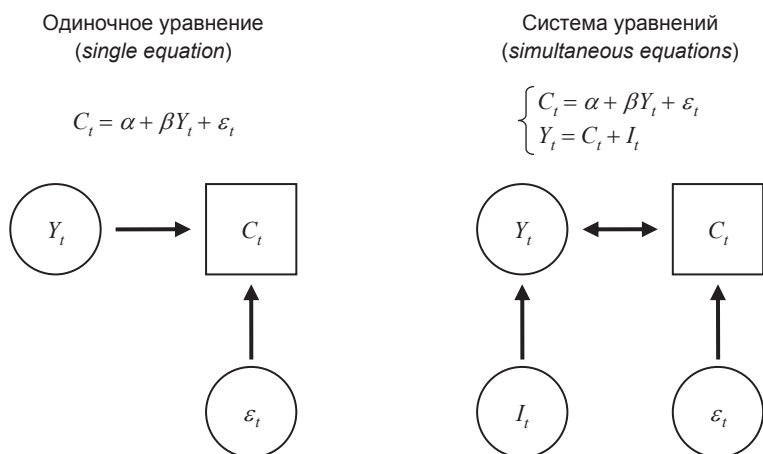 Одиночное уравнение
(single equation)
C_t = α + βY_t + ε_t
Y_t
C_t
ε_t
Система уравнений
(simultaneous equations)
C_t = α + βY_t + ε_t
Y_t = C_t + I_t
Y_t
C_t
I_t
ε_t